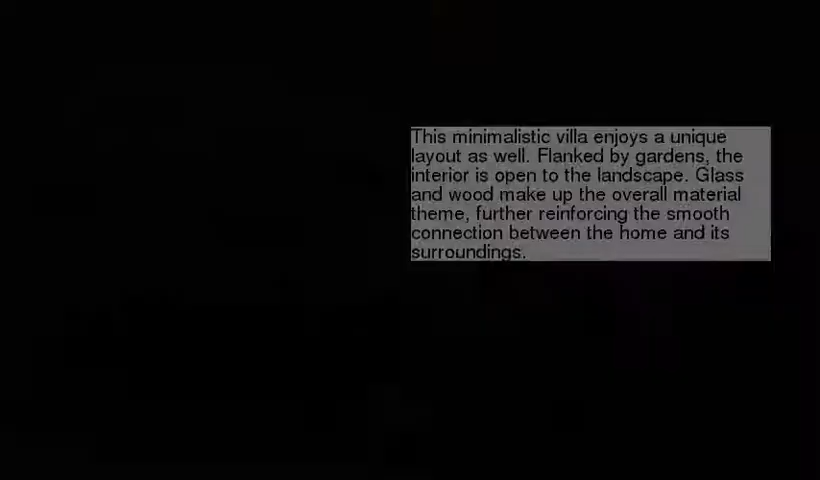 This minimalistic villa enjoys a unique
layout as well. Flanked by gardens, the
interior is open to the landscape. Glass
and wood make up the overall material
theme, further reinforcing the smooth
connection between the home and its
surroundings.